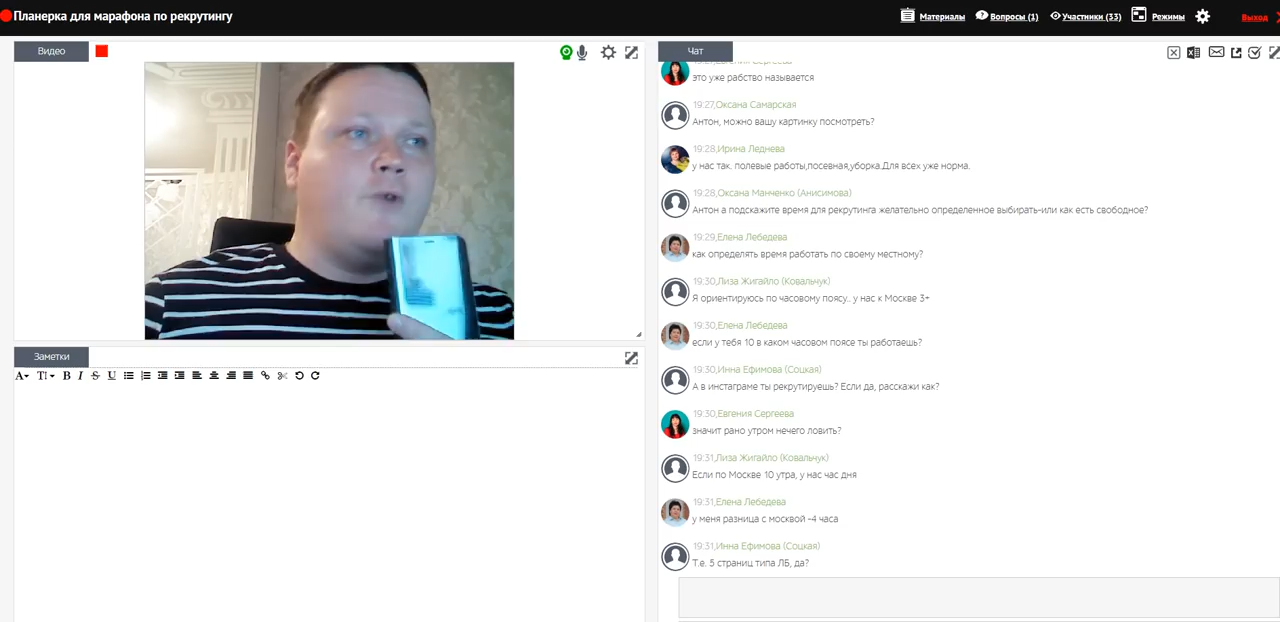 Планерка для марафона по рекрутингу
Материалы
Вопросы (1)
Участники (33)
Режимы
Выход
Видео
Заметки
Чат
19:27,Евгения Сергеева
это уже рабство называется
19:27,Оксана Самарская
Антон, можно вашу картинку посмотреть?
19:28,Ирина Леднева
у нас так. полевые работы,посевная,уборка.Для всех уже норма.
19:28,Оксана Манченко (Анисимова)
Антон а подскажите время для рекрутинга желательно определенное выбирать-или как есть свободное?
19:29,Елена Лебедева
как определять время работать по своему местному?
19:30,Лиза Жигайло (Ковальчук)
Я ориентируюсь по часовому поясу.. у нас к Москве 3+
19:30,Елена Лебедева
если у тебя 10 в каком часовом поясе ты работаешь?
19:30,Инна Ефимова (Соцкая)
А в инстаграме ты рекрутируешь? Если да, расскажи как?
19:30,Евгения Сергеева
значит рано утром нечего ловить?
19:31,Лиза Жигайло (Ковальчук)
Если по Москве 10 утра, у нас час дня
19:31,Елена Лебедева
у меня разница с москвой -4 часа
19:31,Инна Ефимова (Соцкая)
Т.е. 5 страниц типа ЛБ, да?